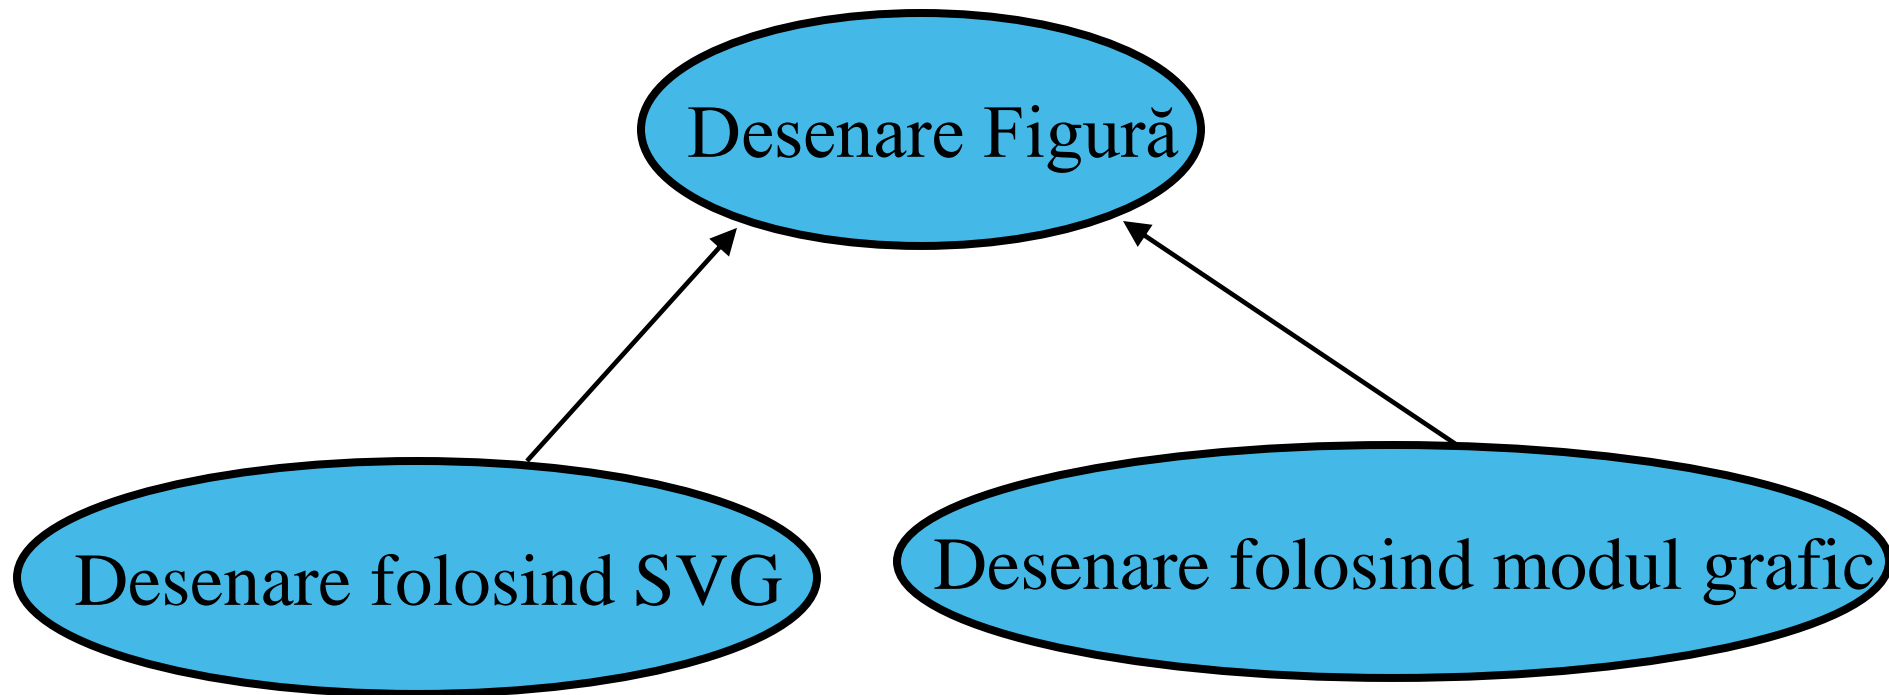 Desenare Figură
Desenare folosind SVG
Desenare folosind modul grafic